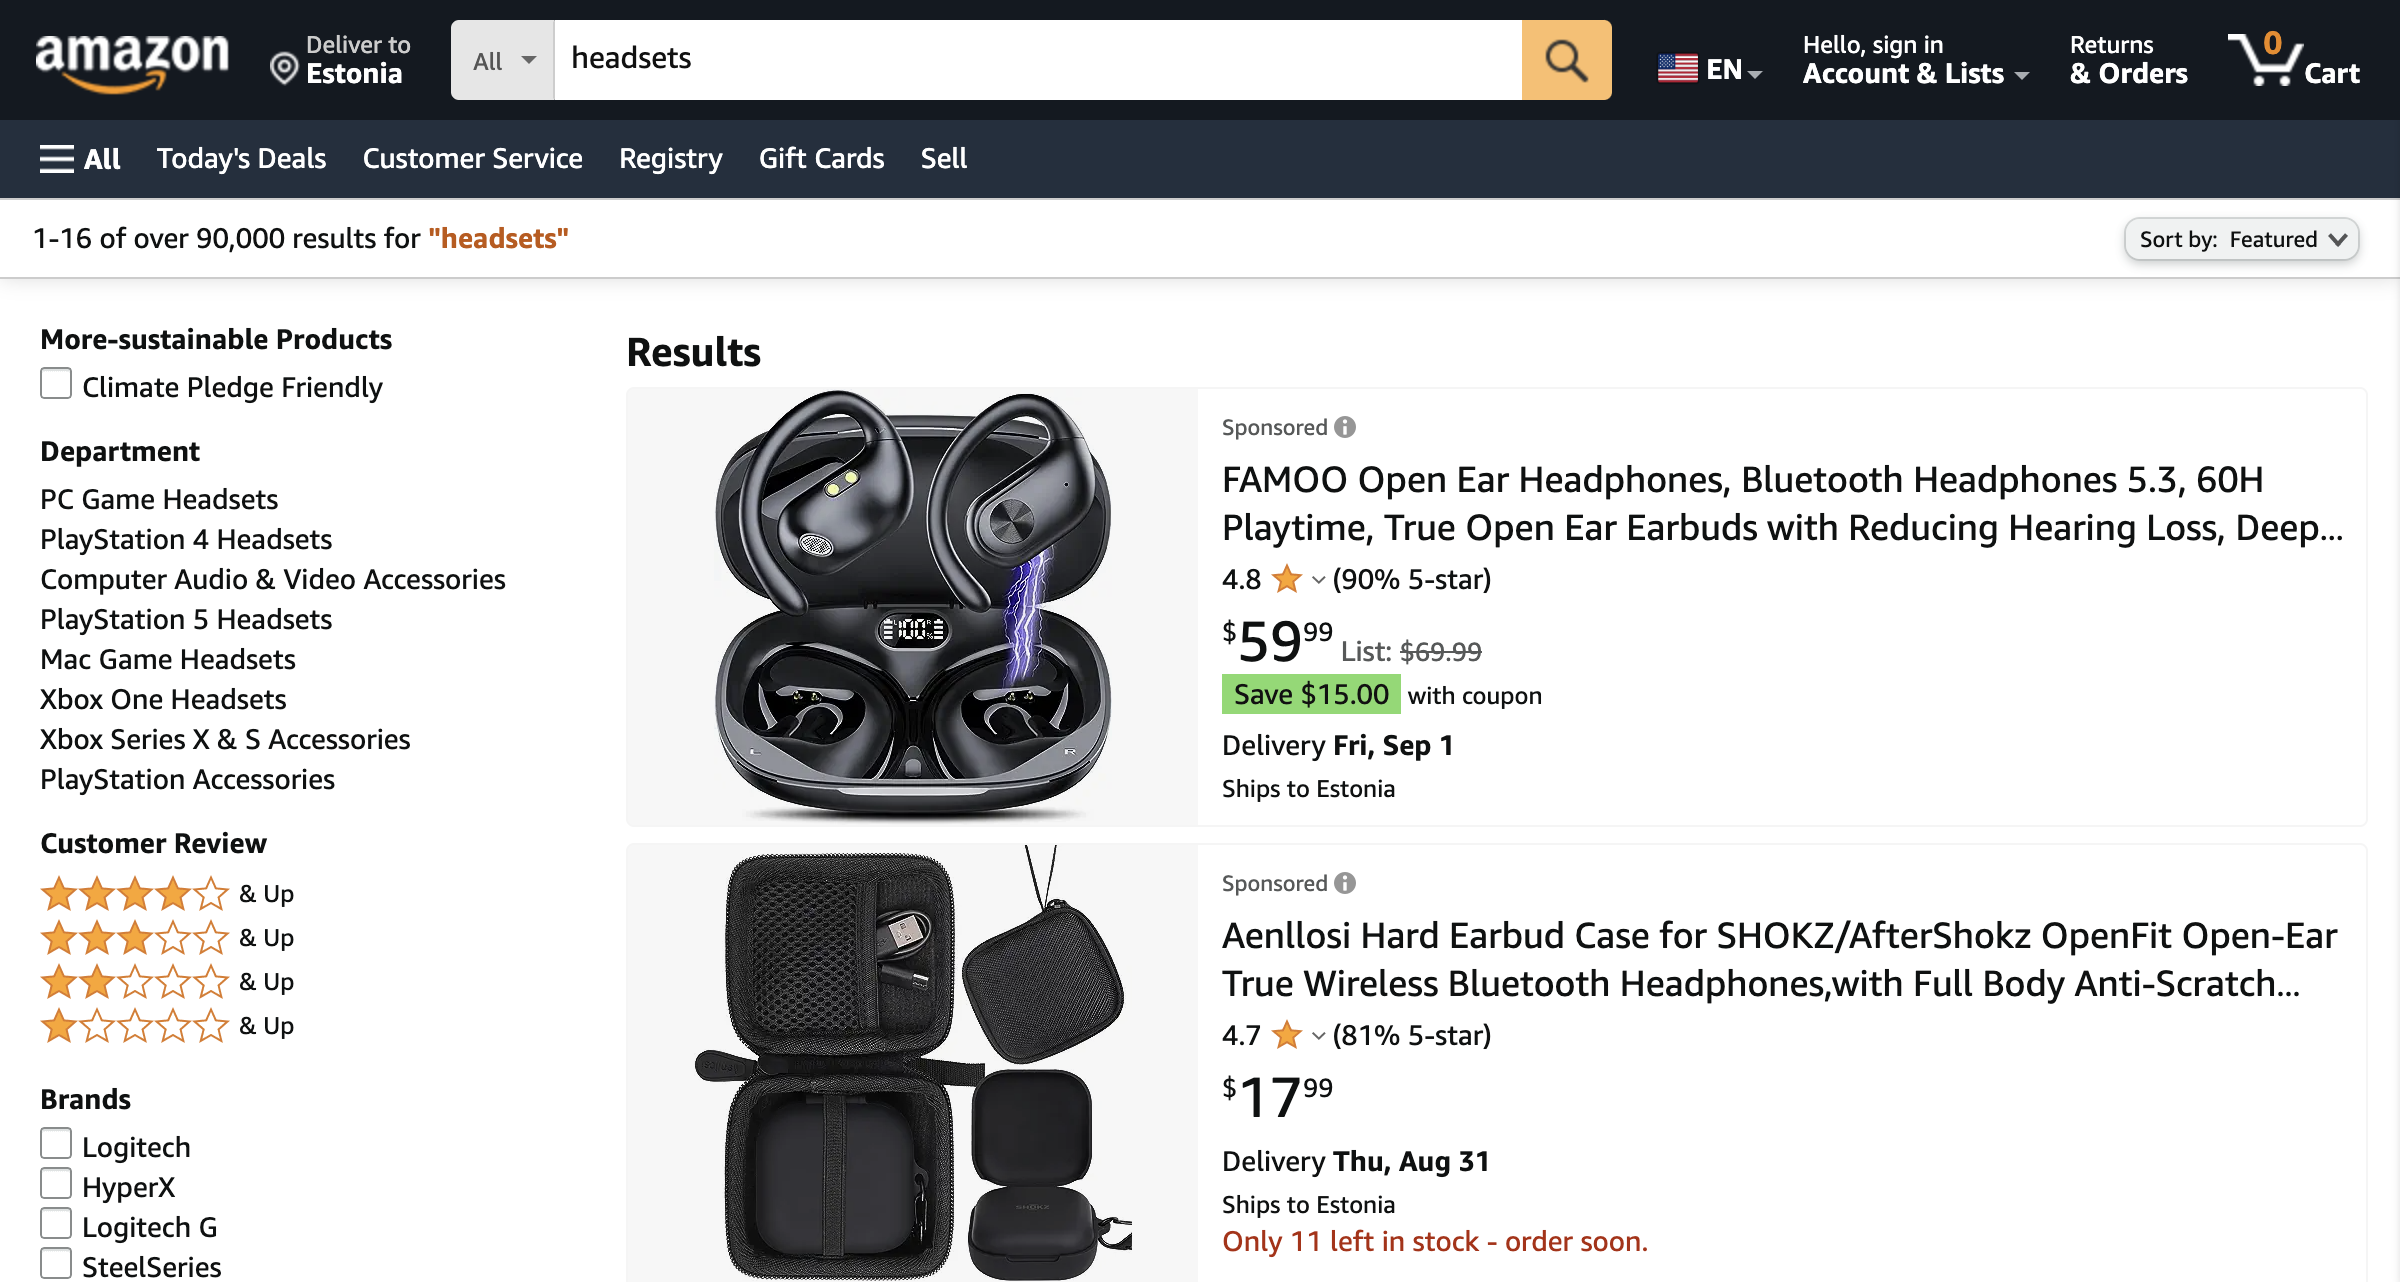 amazon
Deliver to
Estonia
All
headsets
EN
Hello, sign in
Account & Lists
Returns
& Orders
0
Cart
All
Today's Deals
Customer Service
Registry
Gift Cards
Sell
1-16 of over 90,000 results for "headsets"
Sort by: Featured
More-sustainable Products
Climate Pledge Friendly
Department
PC Game Headsets
PlayStation 4 Headsets
Computer Audio & Video Accessories
PlayStation 5 Headsets
Mac Game Headsets
Xbox One Headsets
Xbox Series X & S Accessories
PlayStation Accessories
Customer Review
& Up
& Up
& Up
& Up
Brands
Logitech
HyperX
Logitech G
SteelSeries
Results
100
L
R
Sponsored
FAMOO Open Ear Headphones, Bluetooth Headphones 5.3, 60H
Playtime, True Open Ear Earbuds with Reducing Hearing Loss, Deep...
4.8 (90% 5-star)
$59.99 List: $69.99
Save $15.00 with coupon
Delivery Fri, Sep 1
Ships to Estonia
SHOKZ
Sponsored
Aenllosi Hard Earbud Case for SHOKZ/AfterShokz OpenFit Open-Ear
True Wireless Bluetooth Headphones,with Full Body Anti-Scratch...
4.7 (81% 5-star)
$17.99
Delivery Thu, Aug 31
Ships to Estonia
Only 11 left in stock - order soon.